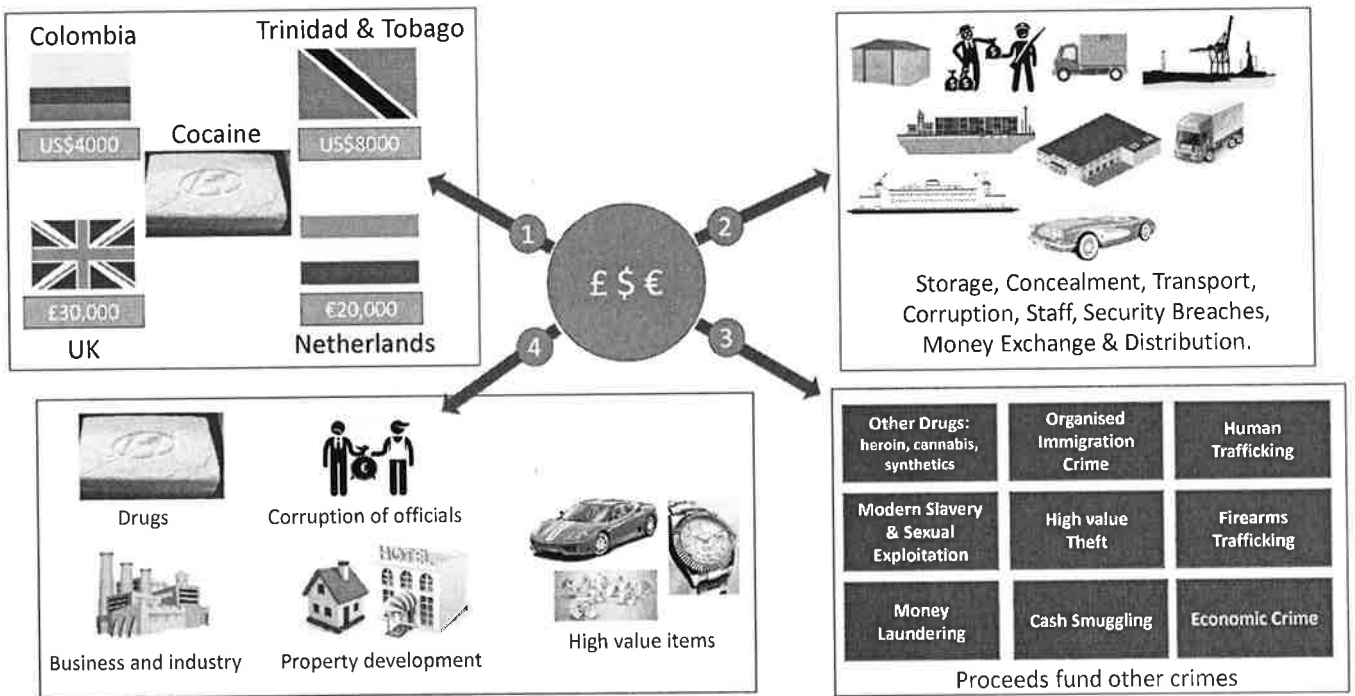 Colombia
Trinidad & Tobago
US$4000
Cocaine
US$8000
£30,000
UK
€20,000
Netherlands
1
2
£ $ €
4
3
Storage, Concealment, Transport,
Corruption, Staff, Security Breaches,
Money Exchange & Distribution.
Drugs
Corruption of officials
HOTEL
Business and industry
Property development
High value items
Other Drugs:
heroin, cannabis,
synthetics
Organised
Immigration
Crime
Human
Trafficking
Modern Slavery
& Sexual
Exploitation
High value
Theft
Firearms
Trafficking
Money
Laundering
Cash Smuggling
Economic Crime
Proceeds fund other crimes